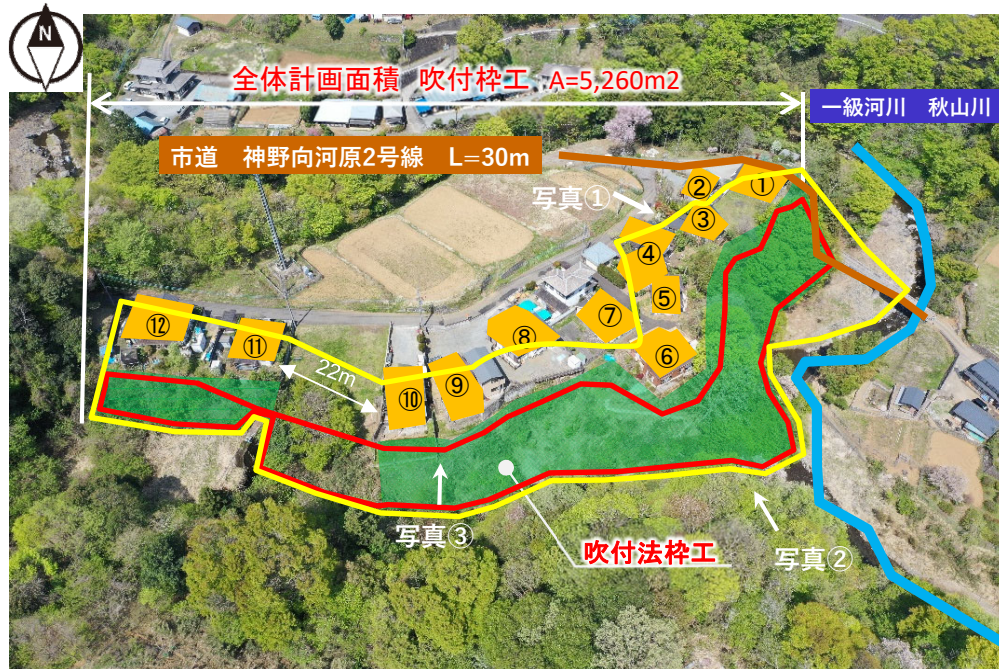 N
全体計画面積 吹付枠工 A=5,260m2
一級河川 秋山川
市道 神野向河原2号線 L=30m
写真①
①
②
③
④
⑤
⑥
⑦
⑧
⑨
⑩
⑪
⑫
22m
写真③
吹付法枠工
写真②